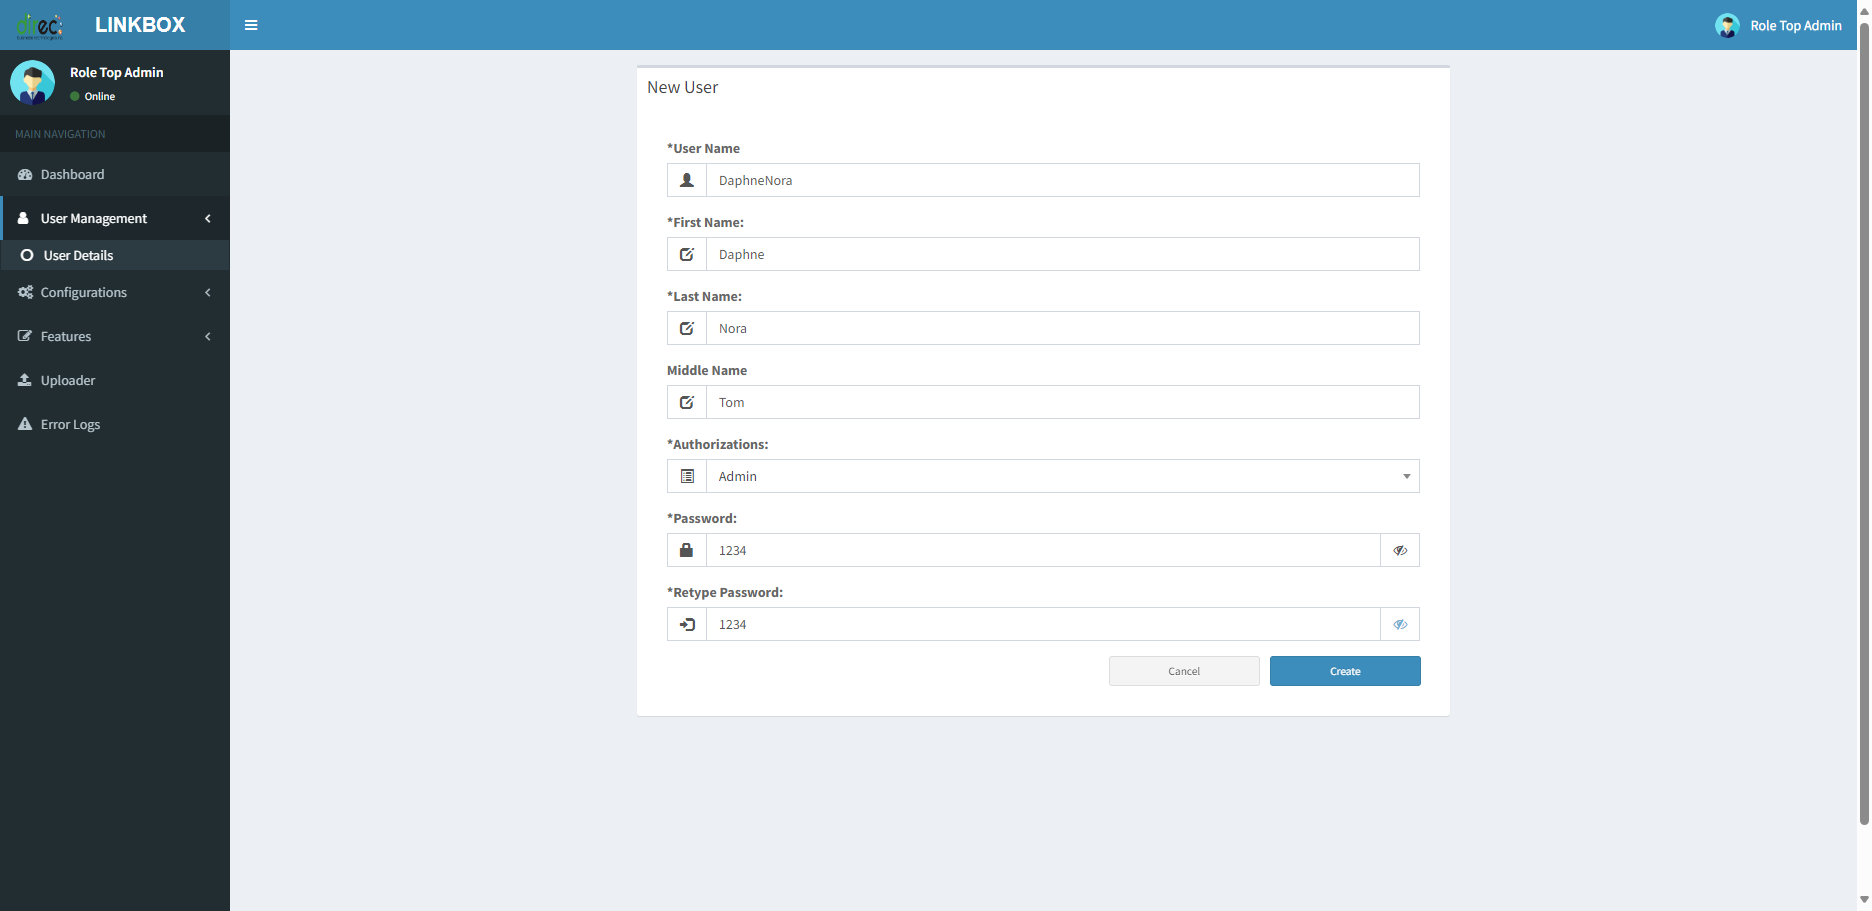 LINKBOX
Role Top Admin
Role Top Admin
Online
MAIN NAVIGATION
Dashboard
User Management
User Details
Configurations
Features
Uploader
Error Logs
New User
*User Name
DaphneNora
*First Name:
Daphne
*Last Name:
Nora
Middle Name
Tom
*Authorizations:
Admin
*Password:
1234
*Retype Password:
1234
Cancel
Create